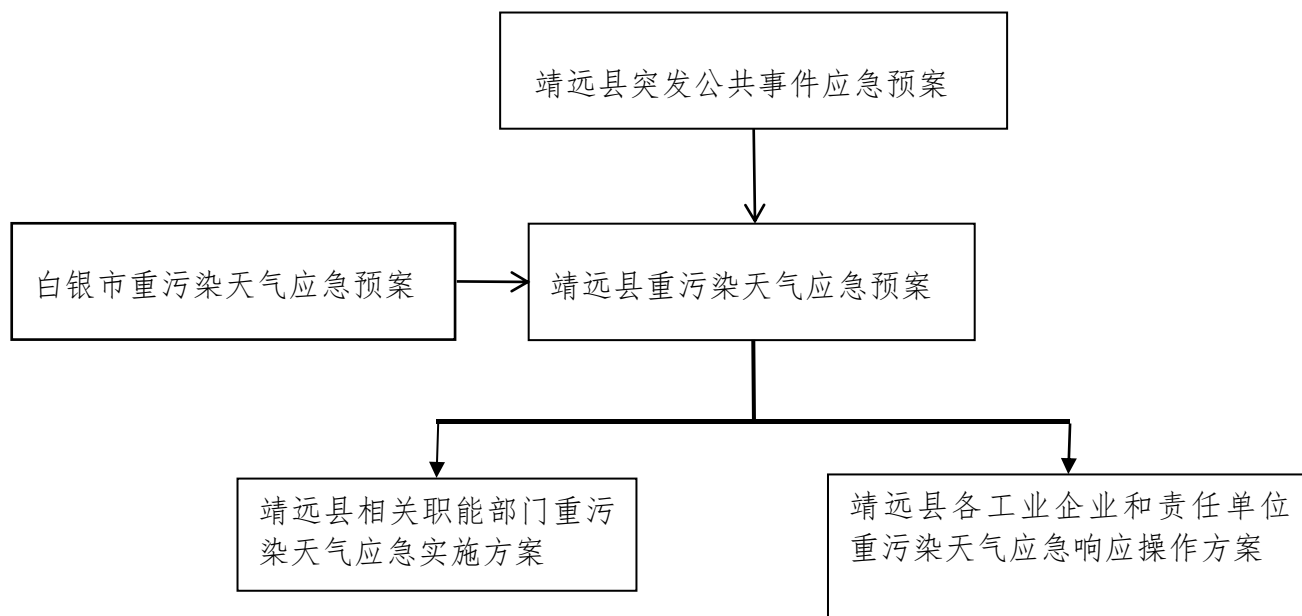 靖远县突发公共事件应急预案
白银市重污染天气应急预案
靖远县重污染天气应急预案
靖远县相关职能部门重污
染天气应急实施方案
靖远县各工业企业和责任单位
重污染天气应急响应操作方案